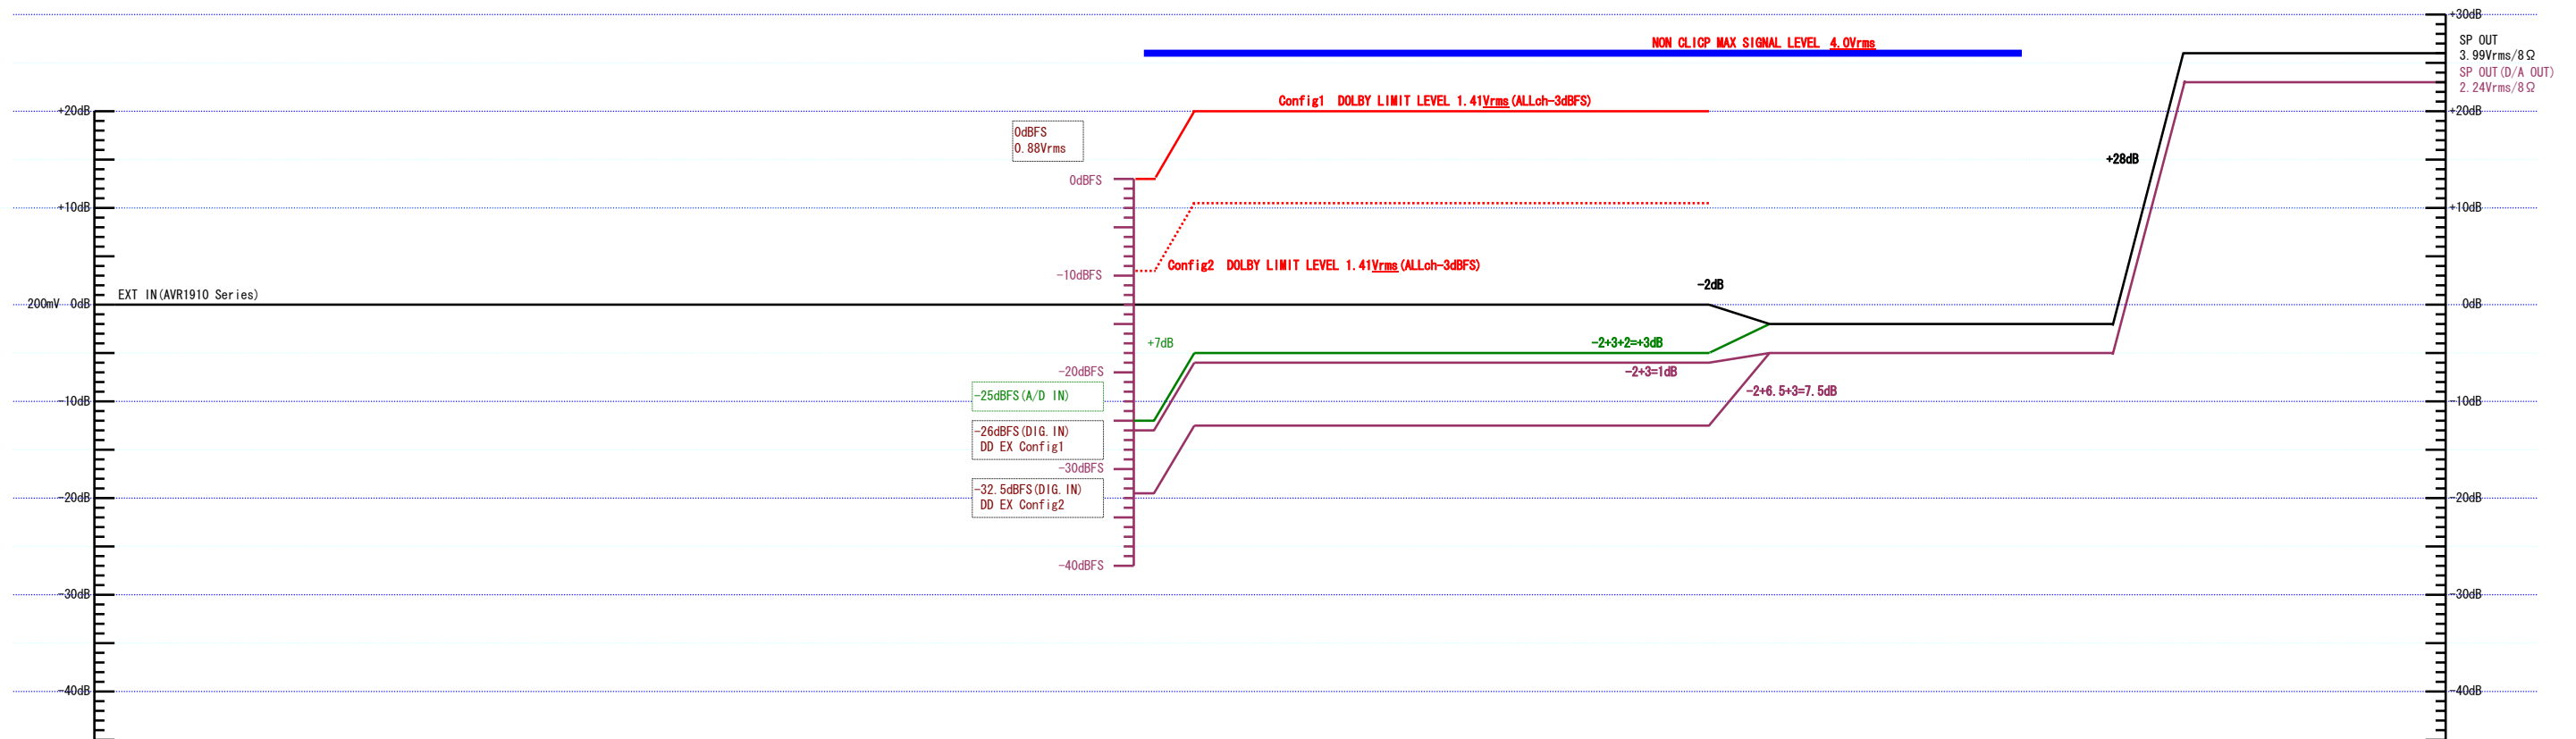 +30dB
NON CLICP MAX SIGNAL LEVEL 4.0Vrms
SP OUT
3.99Vrms/8Ω
SP OUT(D/A OUT)
2.24Vrms/8Ω
+20dB
Config1 DOLBY LIMIT LEVEL 1.41Vrms(ALLch-3dBFS)
+20dB
0dBFS
0.88Vrms
+28dB
0dBFS
+10dB
+10dB
Config2 DOLBY LIMIT LEVEL 1.41Vrms(ALLch-3dBFS)
-10dBFS
-2dB
EXT IN(AVR1910 Series)
200mV 0dB
0dB
+7dB
-2+3+2=+3dB
-20dBFS
-2+3=1dB
-2+6.5+3=7.5dB
-25dBFS(A/D IN)
-10dB
-10dB
-26dBFS(DIG.IN)
DD EX Config1
-30dBFS
-32.5dBFS(DIG.IN)
DD EX Config2
-20dB
-20dB
-40dBFS
-30dB
-30dB
-40dB
-40dB